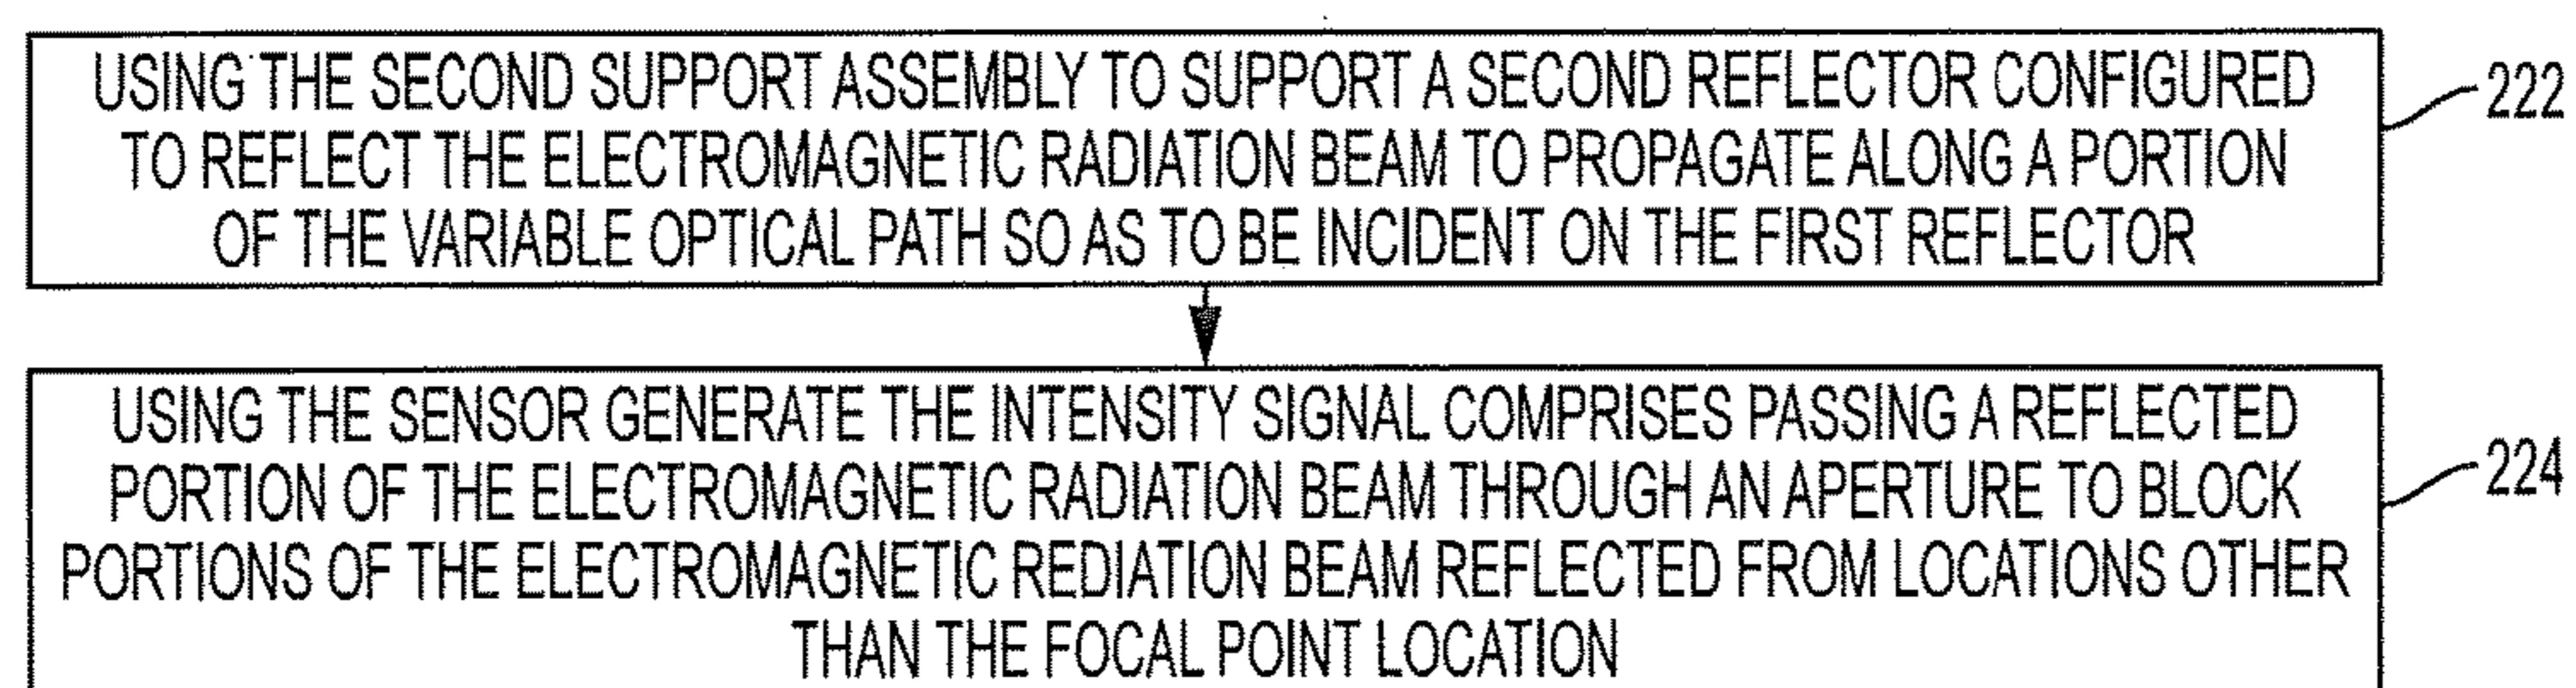 USING THE SECOND SUPPORT ASSEMBLY TO SUPPORT A SECOND REFLECTOR CONFIGURED
TO REFLECT THE ELECTROMAGNETIC RADIATION BEAM TO PROPAGATE ALONG A PORTION
OF THE VARIABLE OPTICAL PATH SO AS TO BE INCIDENT ON THE FIRST REFLECTOR
222
USING THE SENSOR GENERATE THE INTENSITY SIGNAL COMPRISES PASSING A REFLECTED
PORTION OF THE ELECTROMAGNETIC RADIATION BEAM THROUGH AN APERTURE TO BLOCK
PORTIONS OF THE ELECTROMAGNETIC REDIATION BEAM REFLECTED FROM LOCATIONS OTHER
THAN THE FOCAL POINT LOCATION
224